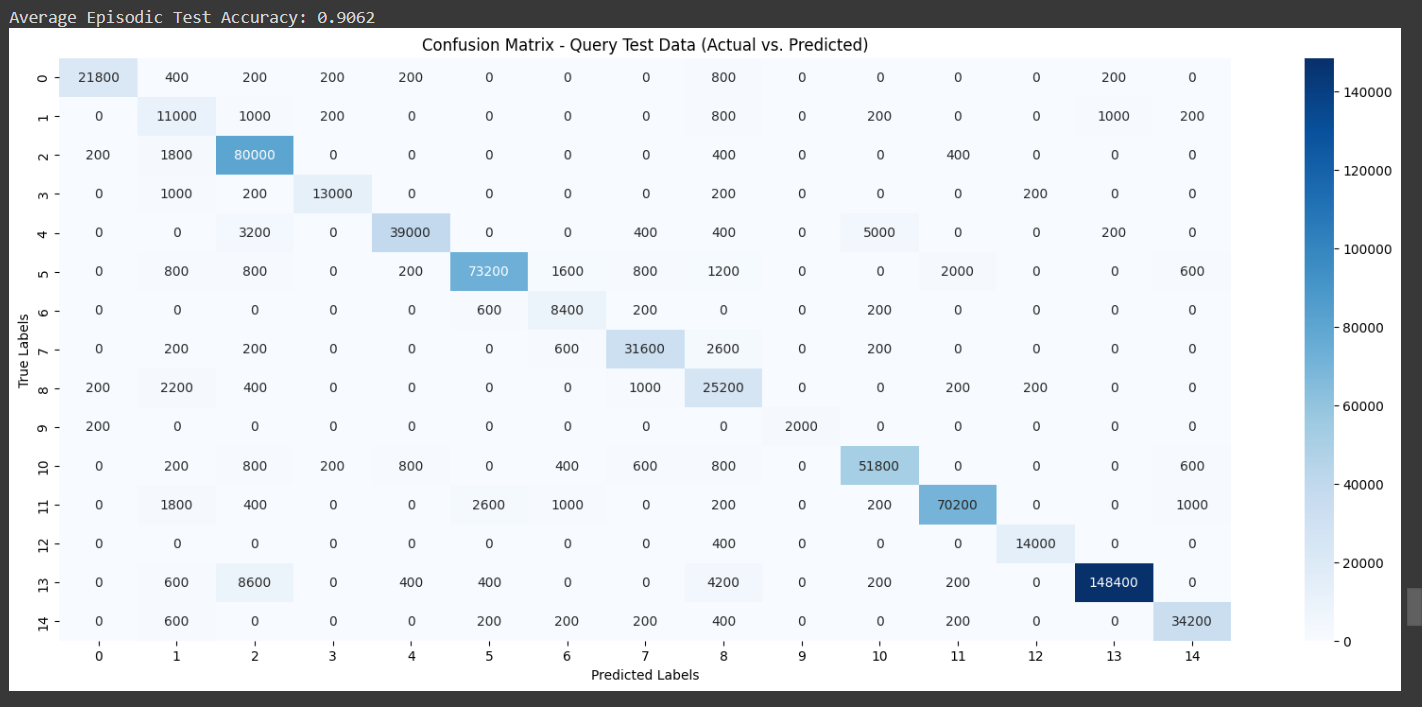 Average Episodic Test Accuracy: 0.9062
Confusion Matrix - Query Test Data (Actual vs. Predicted)
0 21800 400 200 200 200 0 0 0 800 0 0 0 0 200 0
1 0 11000 1000 200 0 0 0 0 800 0 200 0 0 1000 200
2 200 1800 80000 0 0 0 0 0 400 0 0 400 0 0 0
3 0 1000 200 13000 0 0 0 0 200 0 0 0 200 0 0
4 0 0 3200 0 39000 0 0 400 400 0 5000 0 0 200 0
5 0 800 800 0 200 73200 1600 800 1200 0 0 2000 0 0 600
6 0 0 0 0 0 600 8400 200 0 0 200 0 0 0 0
7 0 200 200 0 0 0 600 31600 2600 0 200 0 0 0 0
8 200 2200 400 0 0 0 0 1000 25200 0 0 200 200 0 0
9 200 0 0 0 0 0 0 0 0 2000 0 0 0 0 0
10 0 200 800 200 800 0 400 600 800 0 51800 0 0 0 600
11 0 1800 400 0 0 2600 1000 0 200 0 200 70200 0 0 1000
12 0 0 0 0 0 0 0 0 400 0 0 0 14000 0 0
13 0 600 8600 0 400 400 0 0 4200 0 200 200 0 148400 0
14 0 600 0 0 0 200 200 200 400 0 0 200 0 0 34200
0 1 2 3 4 5 6 7 8 9 10 11 12 13 14
Predicted Labels
True Labels
140000
120000
100000
80000
60000
40000
20000
0